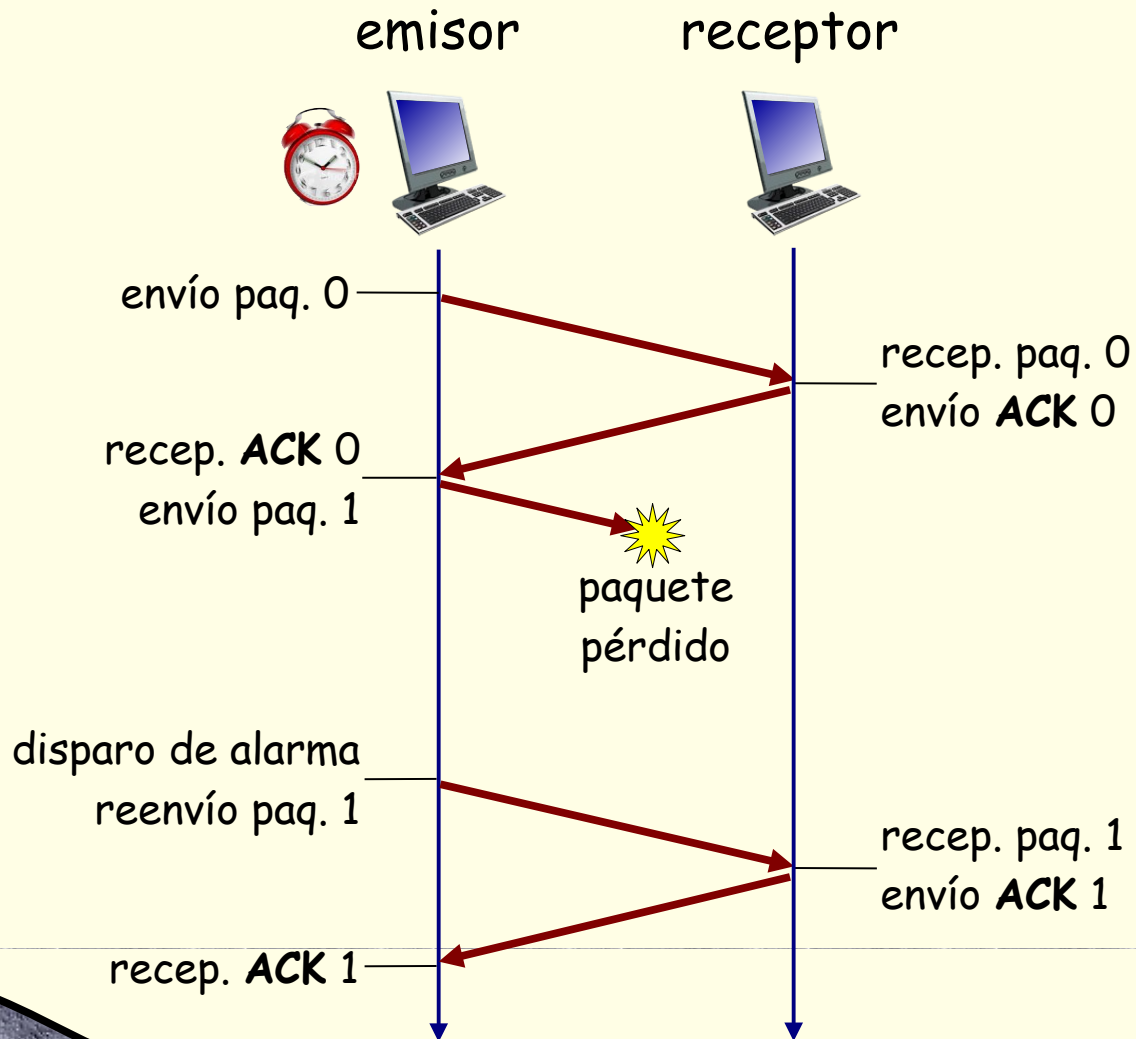 emisor
receptor
envío paq. 0
recep. paq. 0
envío ACK 0
recep. ACK 0
envío paq. 1
paquete
pérdido
disparo de alarma
reenvío paq. 1
recep. paq. 1
envío ACK 1
recep. ACK 1